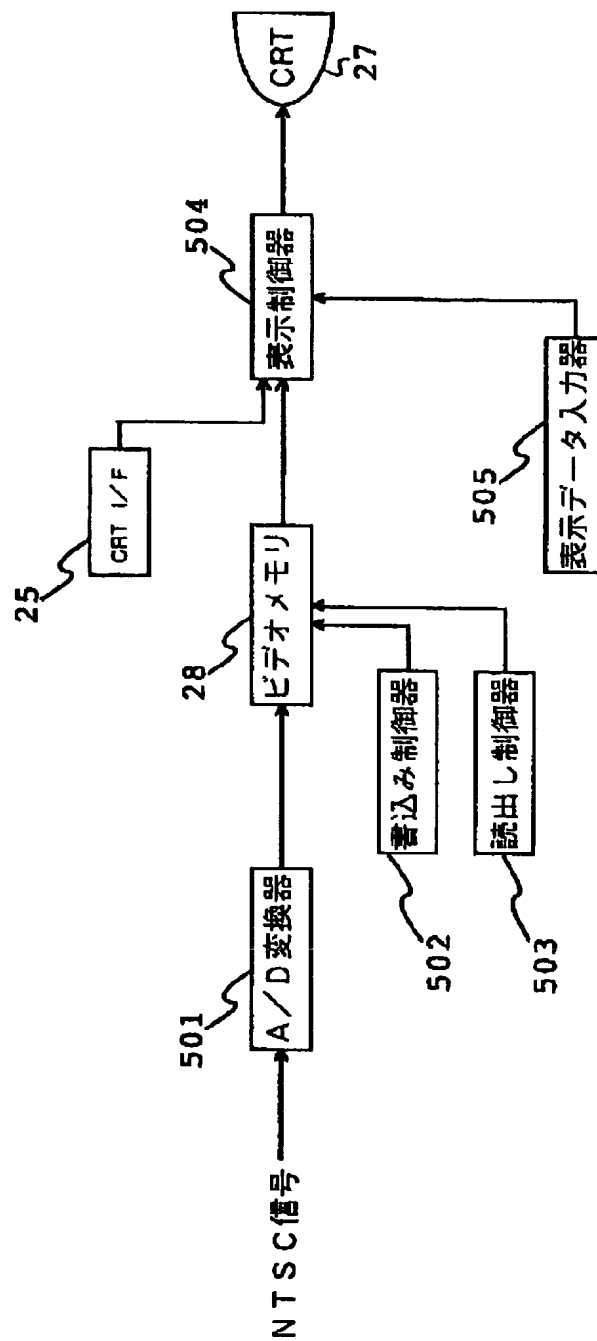 NTSC信号
501
A/D変換器
28
ビデオメモリ
25
CRT I/F
504
表示制御器
CRT
27
502
書込み制御器
503
読出し制御器
505
表示データ入力器